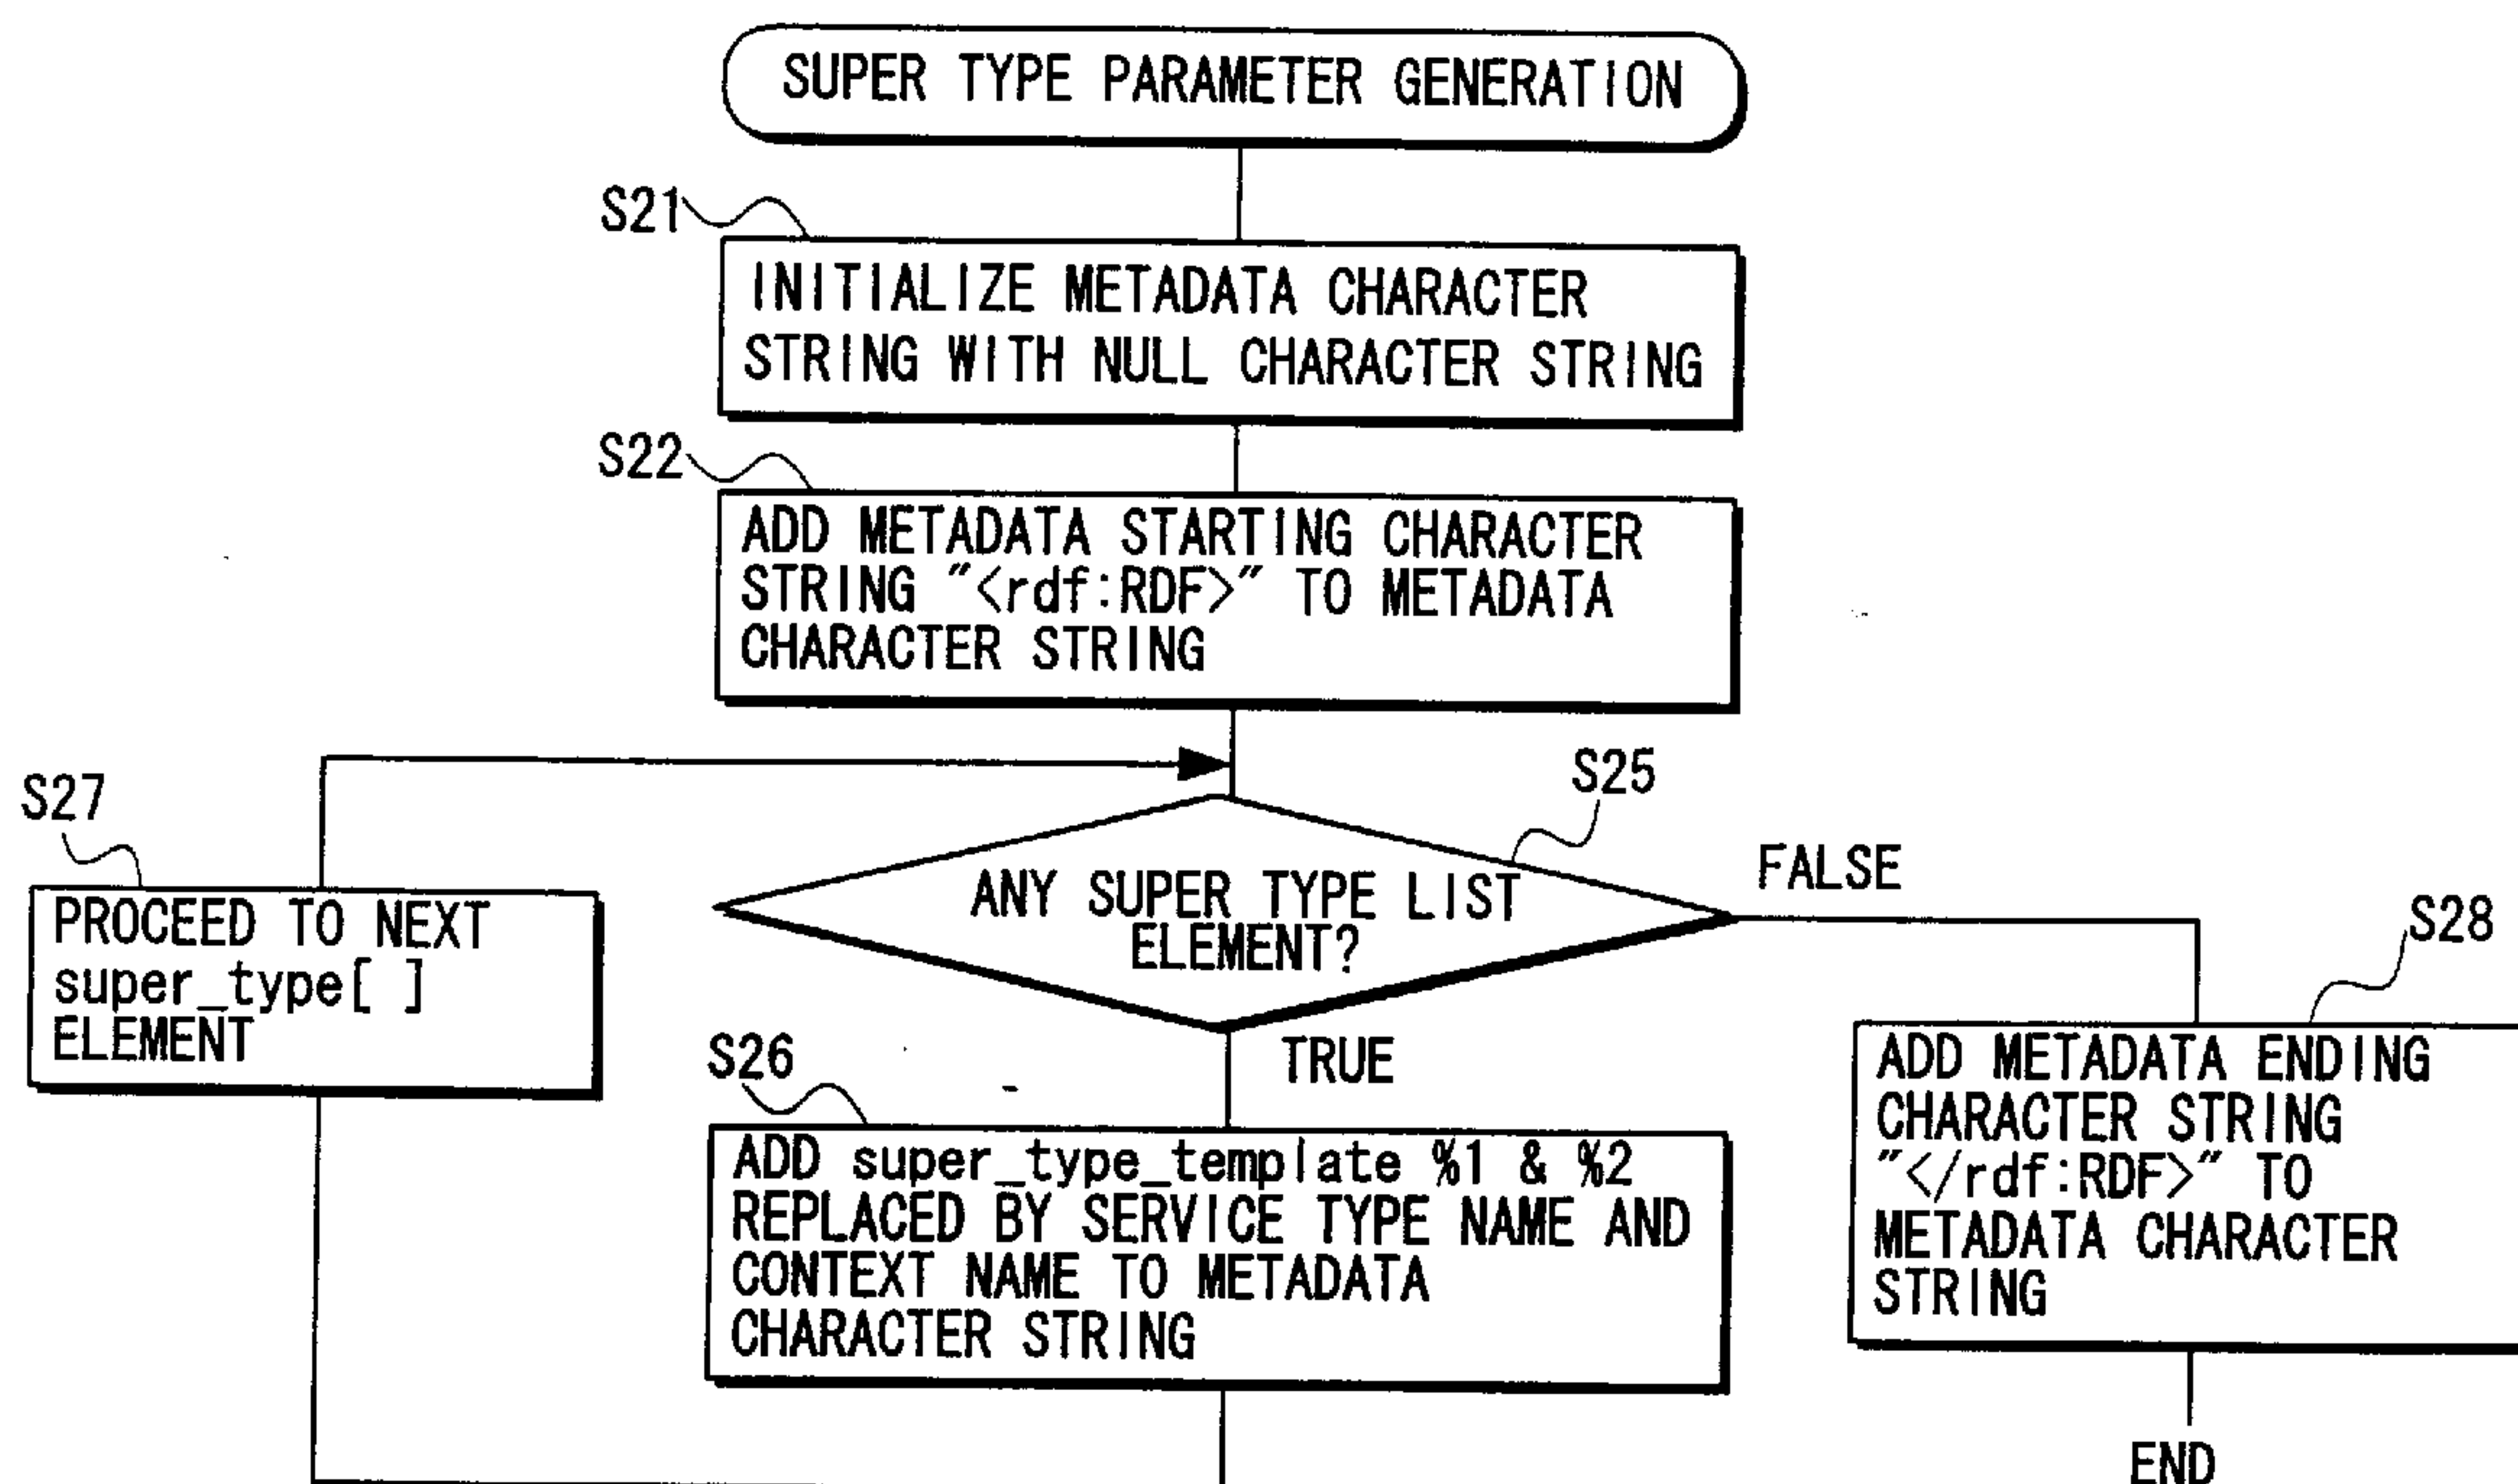 SUPER TYPE PARAMETER GENERATION
S21
INITIALIZE METADATA CHARACTER
STRING WITH NULL CHARACTER STRING
S22
ADD METADATA STARTING CHARACTER
STRING "<rdf:RDF>" TO METADATA
CHARACTER STRING
S27
PROCEED TO NEXT
super_type[ ]
ELEMENT
S25
ANY SUPER TYPE LIST
ELEMENT?
FALSE
TRUE
S26
ADD super_type_template %1 & %2
REPLACED BY SERVICE TYPE NAME AND
CONTEXT NAME TO METADATA
CHARACTER STRING
S28
ADD METADATA ENDING
CHARACTER STRING
"</rdf:RDF>" TO
METADATA CHARACTER
STRING
END